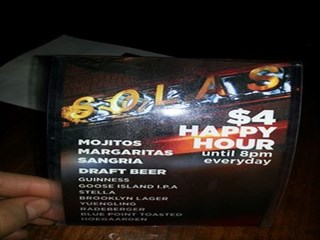 SOLAS
$4
HAPPY
HOUR
until 8pm
everyday
MOJITOS
MARGARITAS
SANGRIA
DRAFT BEER
GUINNESS
GOOSE ISLAND I.P.A
STELLA
BROOKLYN LAGER
YUENGLING
RADEBERGER
BLUE POINT TOASTED
HOEGAARDEN